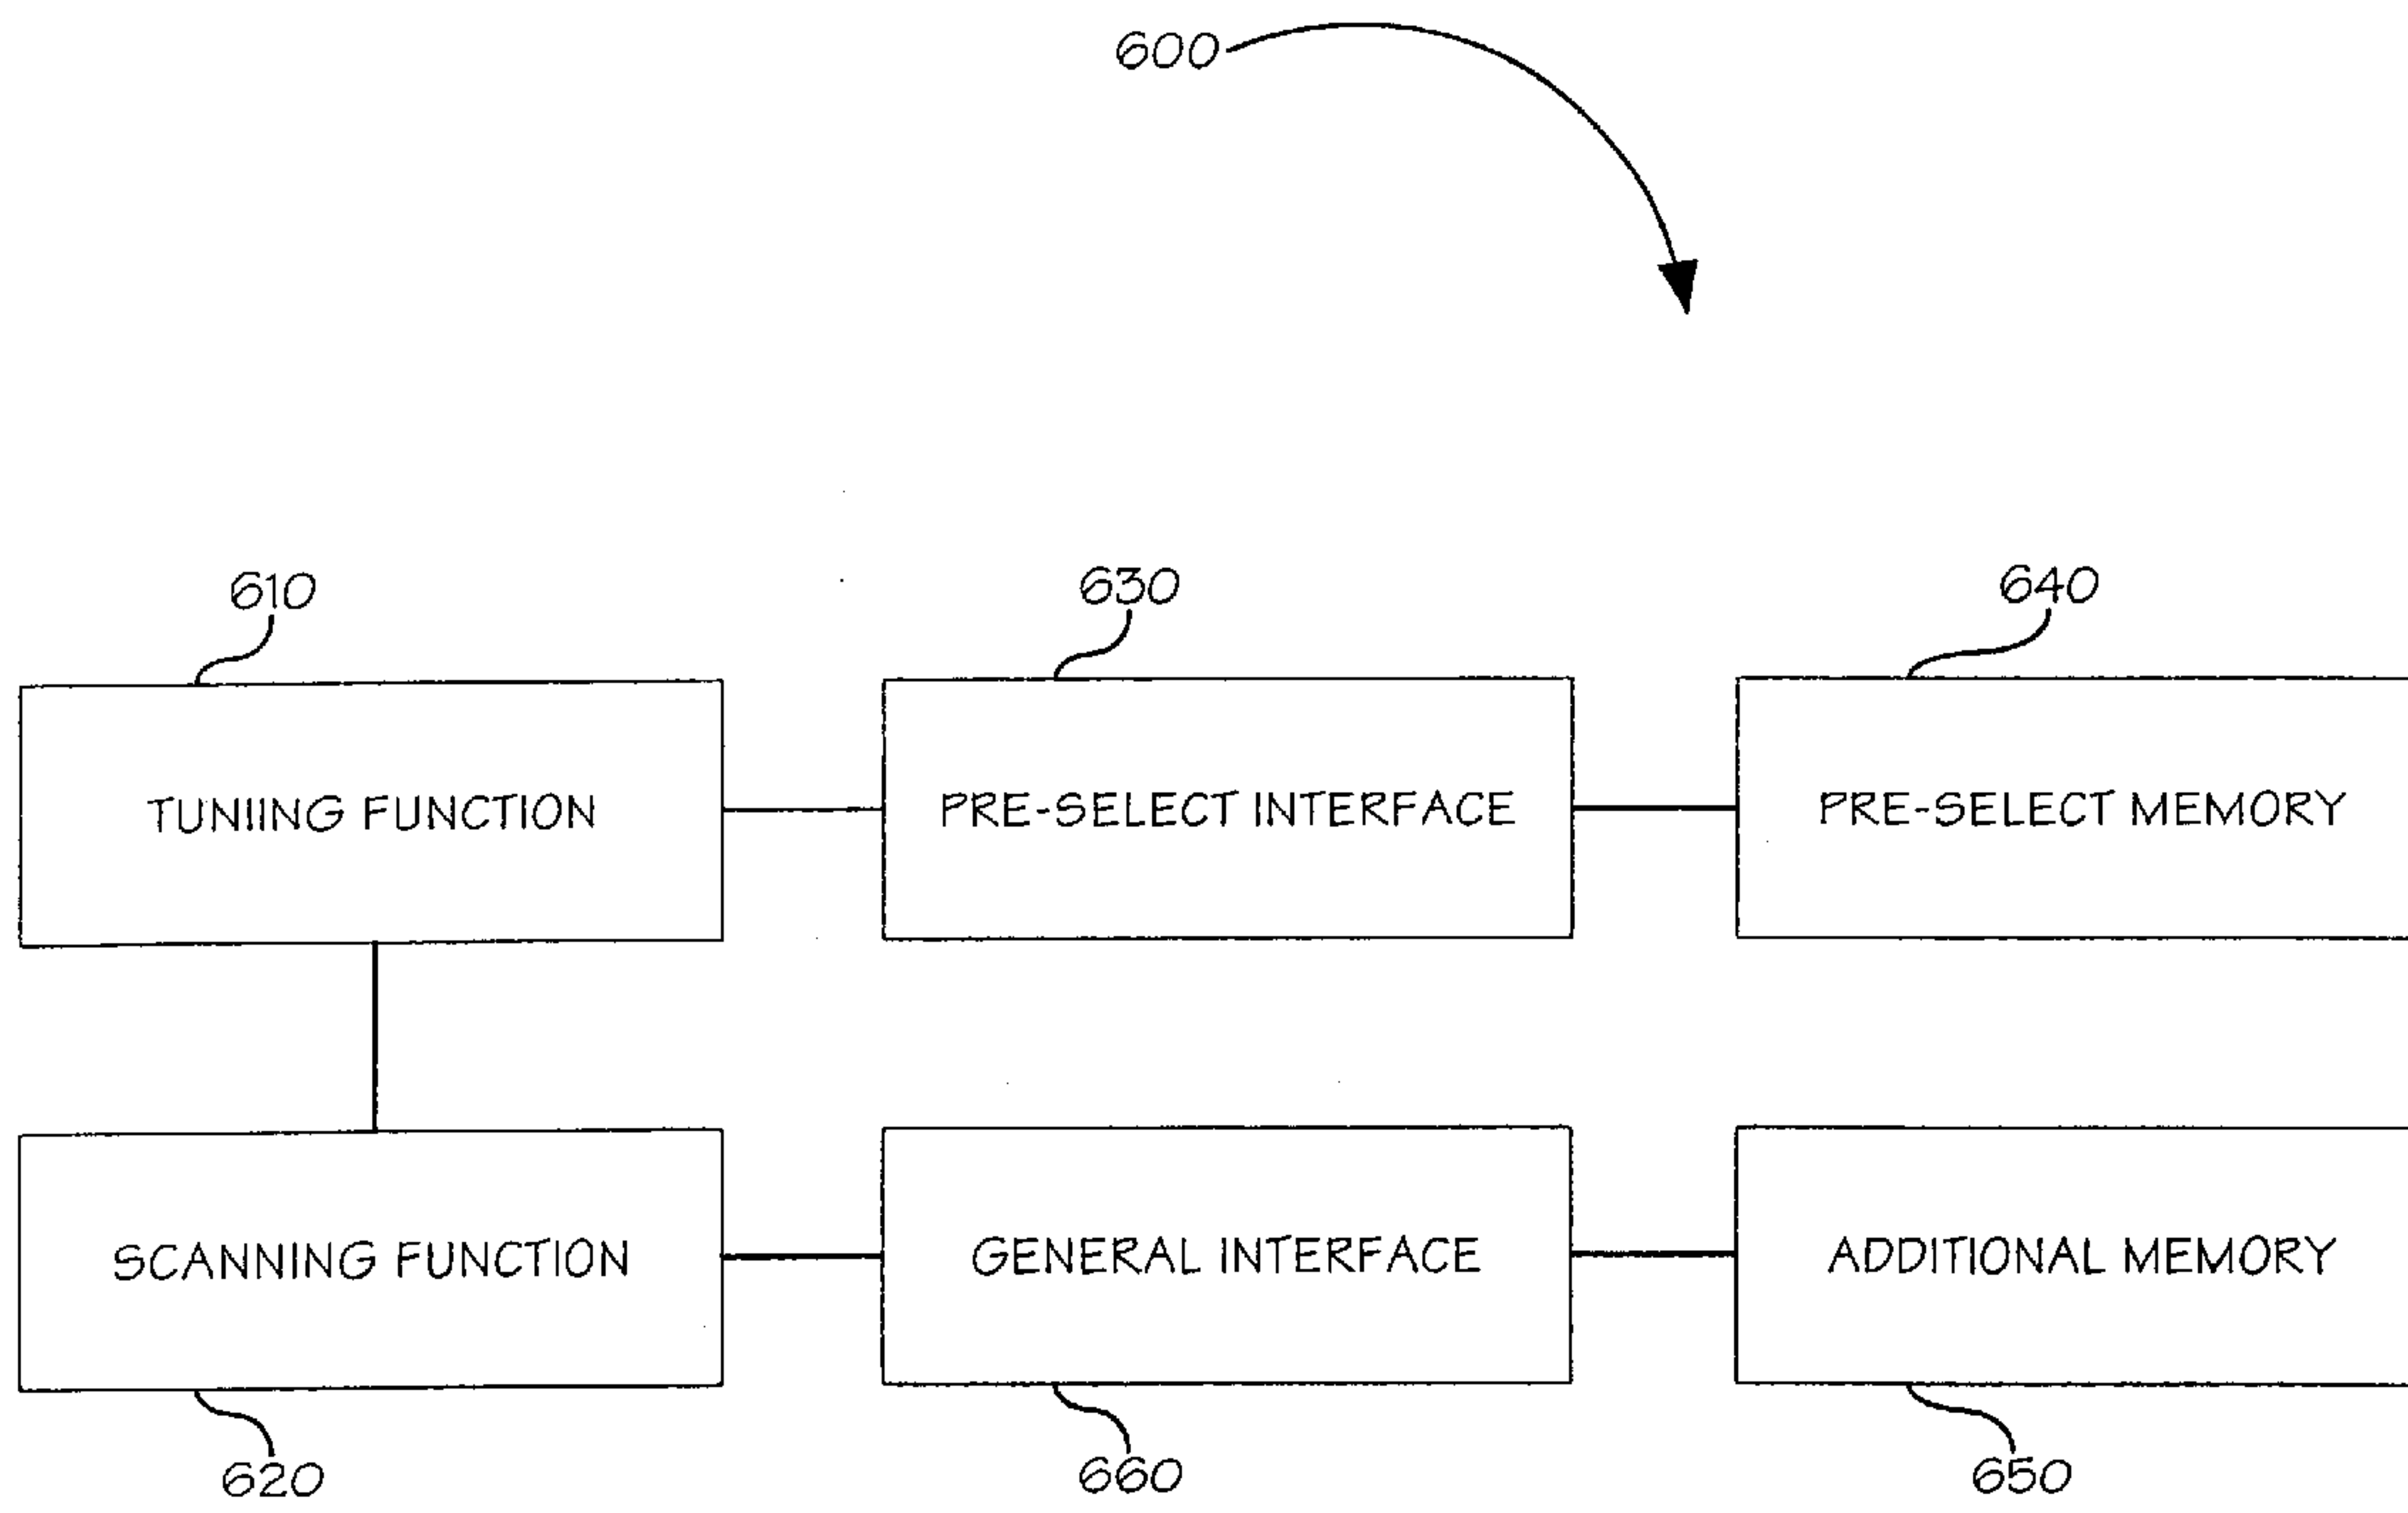 600
610
630
640
TUNIING FUNCTION
PRE-SELECT INTERFACE
PRE-SELECT MEMORY
SCANNING FUNCTION
GENERAL INTERFACE
ADDITIONAL MEMORY
620
660
650